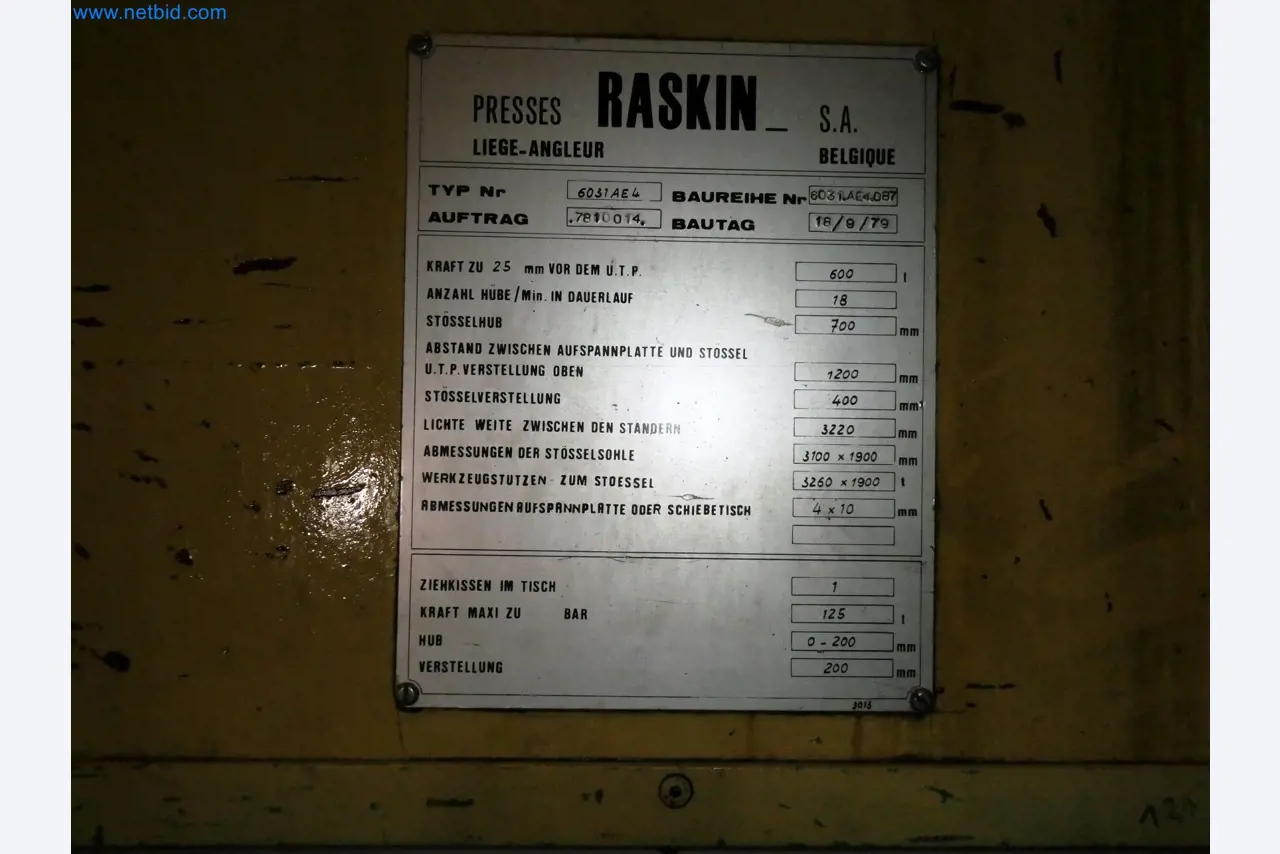 www.netbid.com
PRESSES RASKIN S.A.
LIEGE-ANGLEUR BELGIQUE
TYP Nr 6031AE4 BAUREIHE Nr 6031AE4.087
AUFTRAG .7810014. BAUTAG 18/9/79
KRAFT ZU 25 mm VOR DEM U.T.P. 600 t
ANZAHL HÜBE/Min. IN DAUERLAUF 18
STÖSSELHUB 700 mm
ABSTAND ZWISCHEN AUFSPANNPLATTE UND STÖSSEL
U.T.P. VERSTELLUNG OBEN 1200 mm
STÖSSELVERSTELLUNG 400 mm
LICHTE WEITE ZWISCHEN DEN STÄNDERN 3220 mm
ABMESSUNGEN DER STÖSSELSOHLE 3100 x 1900 mm
WERKZEUGSTUTZEN - ZUM STOESSEL 3260 x 1900 t
ABMESSUNGEN AUFSPANNPLATTE ODER SCHIEBETISCH 4 x 10 mm
ZIEHKISSEN IM TISCH 1
KRAFT MAXI ZU BAR 125 t
HUB 0 - 200 mm
VERSTELLUNG 200 mm